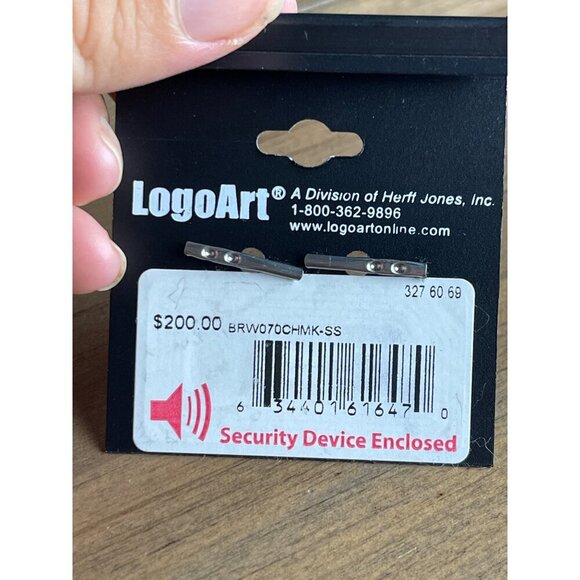 LogoArt® A Division of Herff Jones, Inc.
1-800-362-9896
www.logoartonline.com
327 60 69
$200.00 BRW070CHMK-SS
6 34401 61647 0
Security Device Enclosed